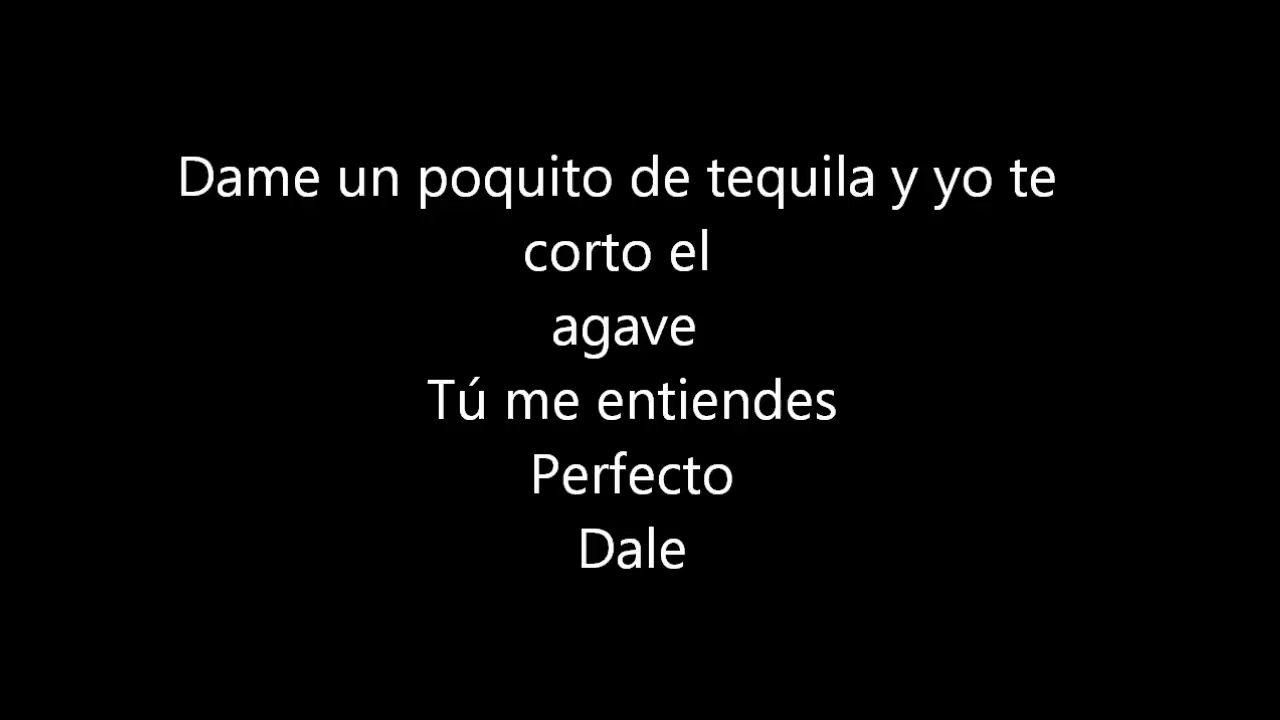 Dame un poquito de tequila y yo te
corto el
agave
Tú me entiendes
Perfecto
Dale